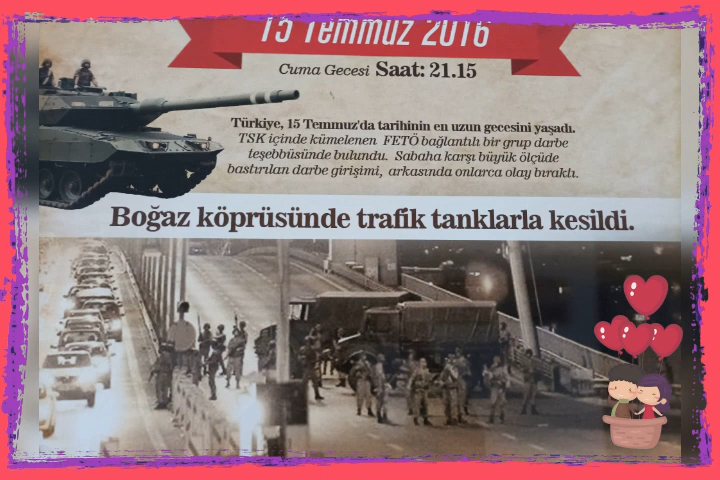 15 Temmuz 2016
Cuma Gecesi Saat: 21.15
Türkiye, 15 Temmuz'da tarihinin en uzun gecesini yaşadı.
TSK içinde kümelenen FETÖ bağlantılı bir grup darbe
teşebbüsünde bulundu. Sabaha karşı büyük ölçüde
bastırılan darbe girişimi, arkasında onlarca olay bıraktı.
Boğaz köprüsünde trafik tanklarla kesildi.